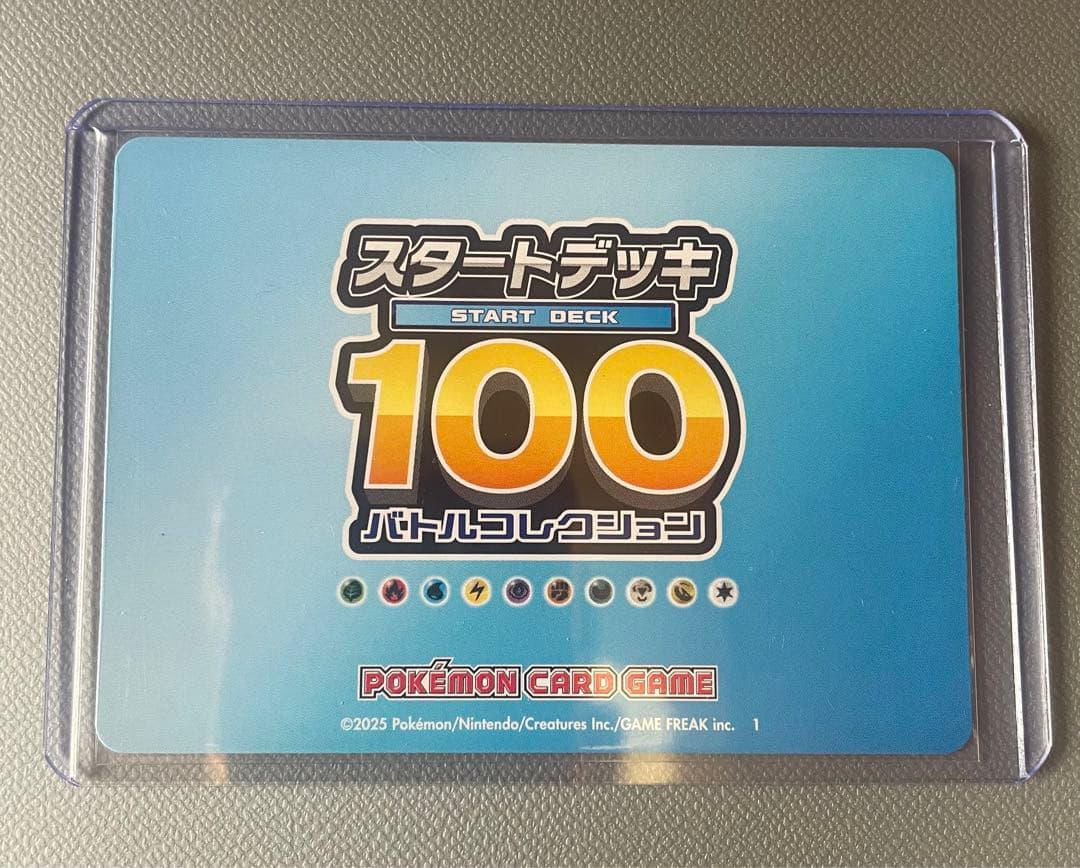 スタートデッキ
START DECK
100
バトルコレクション
POKÉMON CARD GAME
©2025 Pokémon/Nintendo/Creatures Inc./GAME FREAK inc. 1